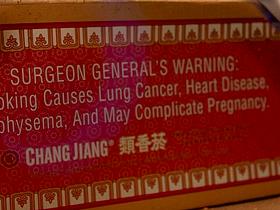 SURGEON GENERAL'S WARNING:
oking Causes Lung Cancer, Heart Disease,
physema, And May Complicate Pregnancy.
CHANG JIANG® 類香菸